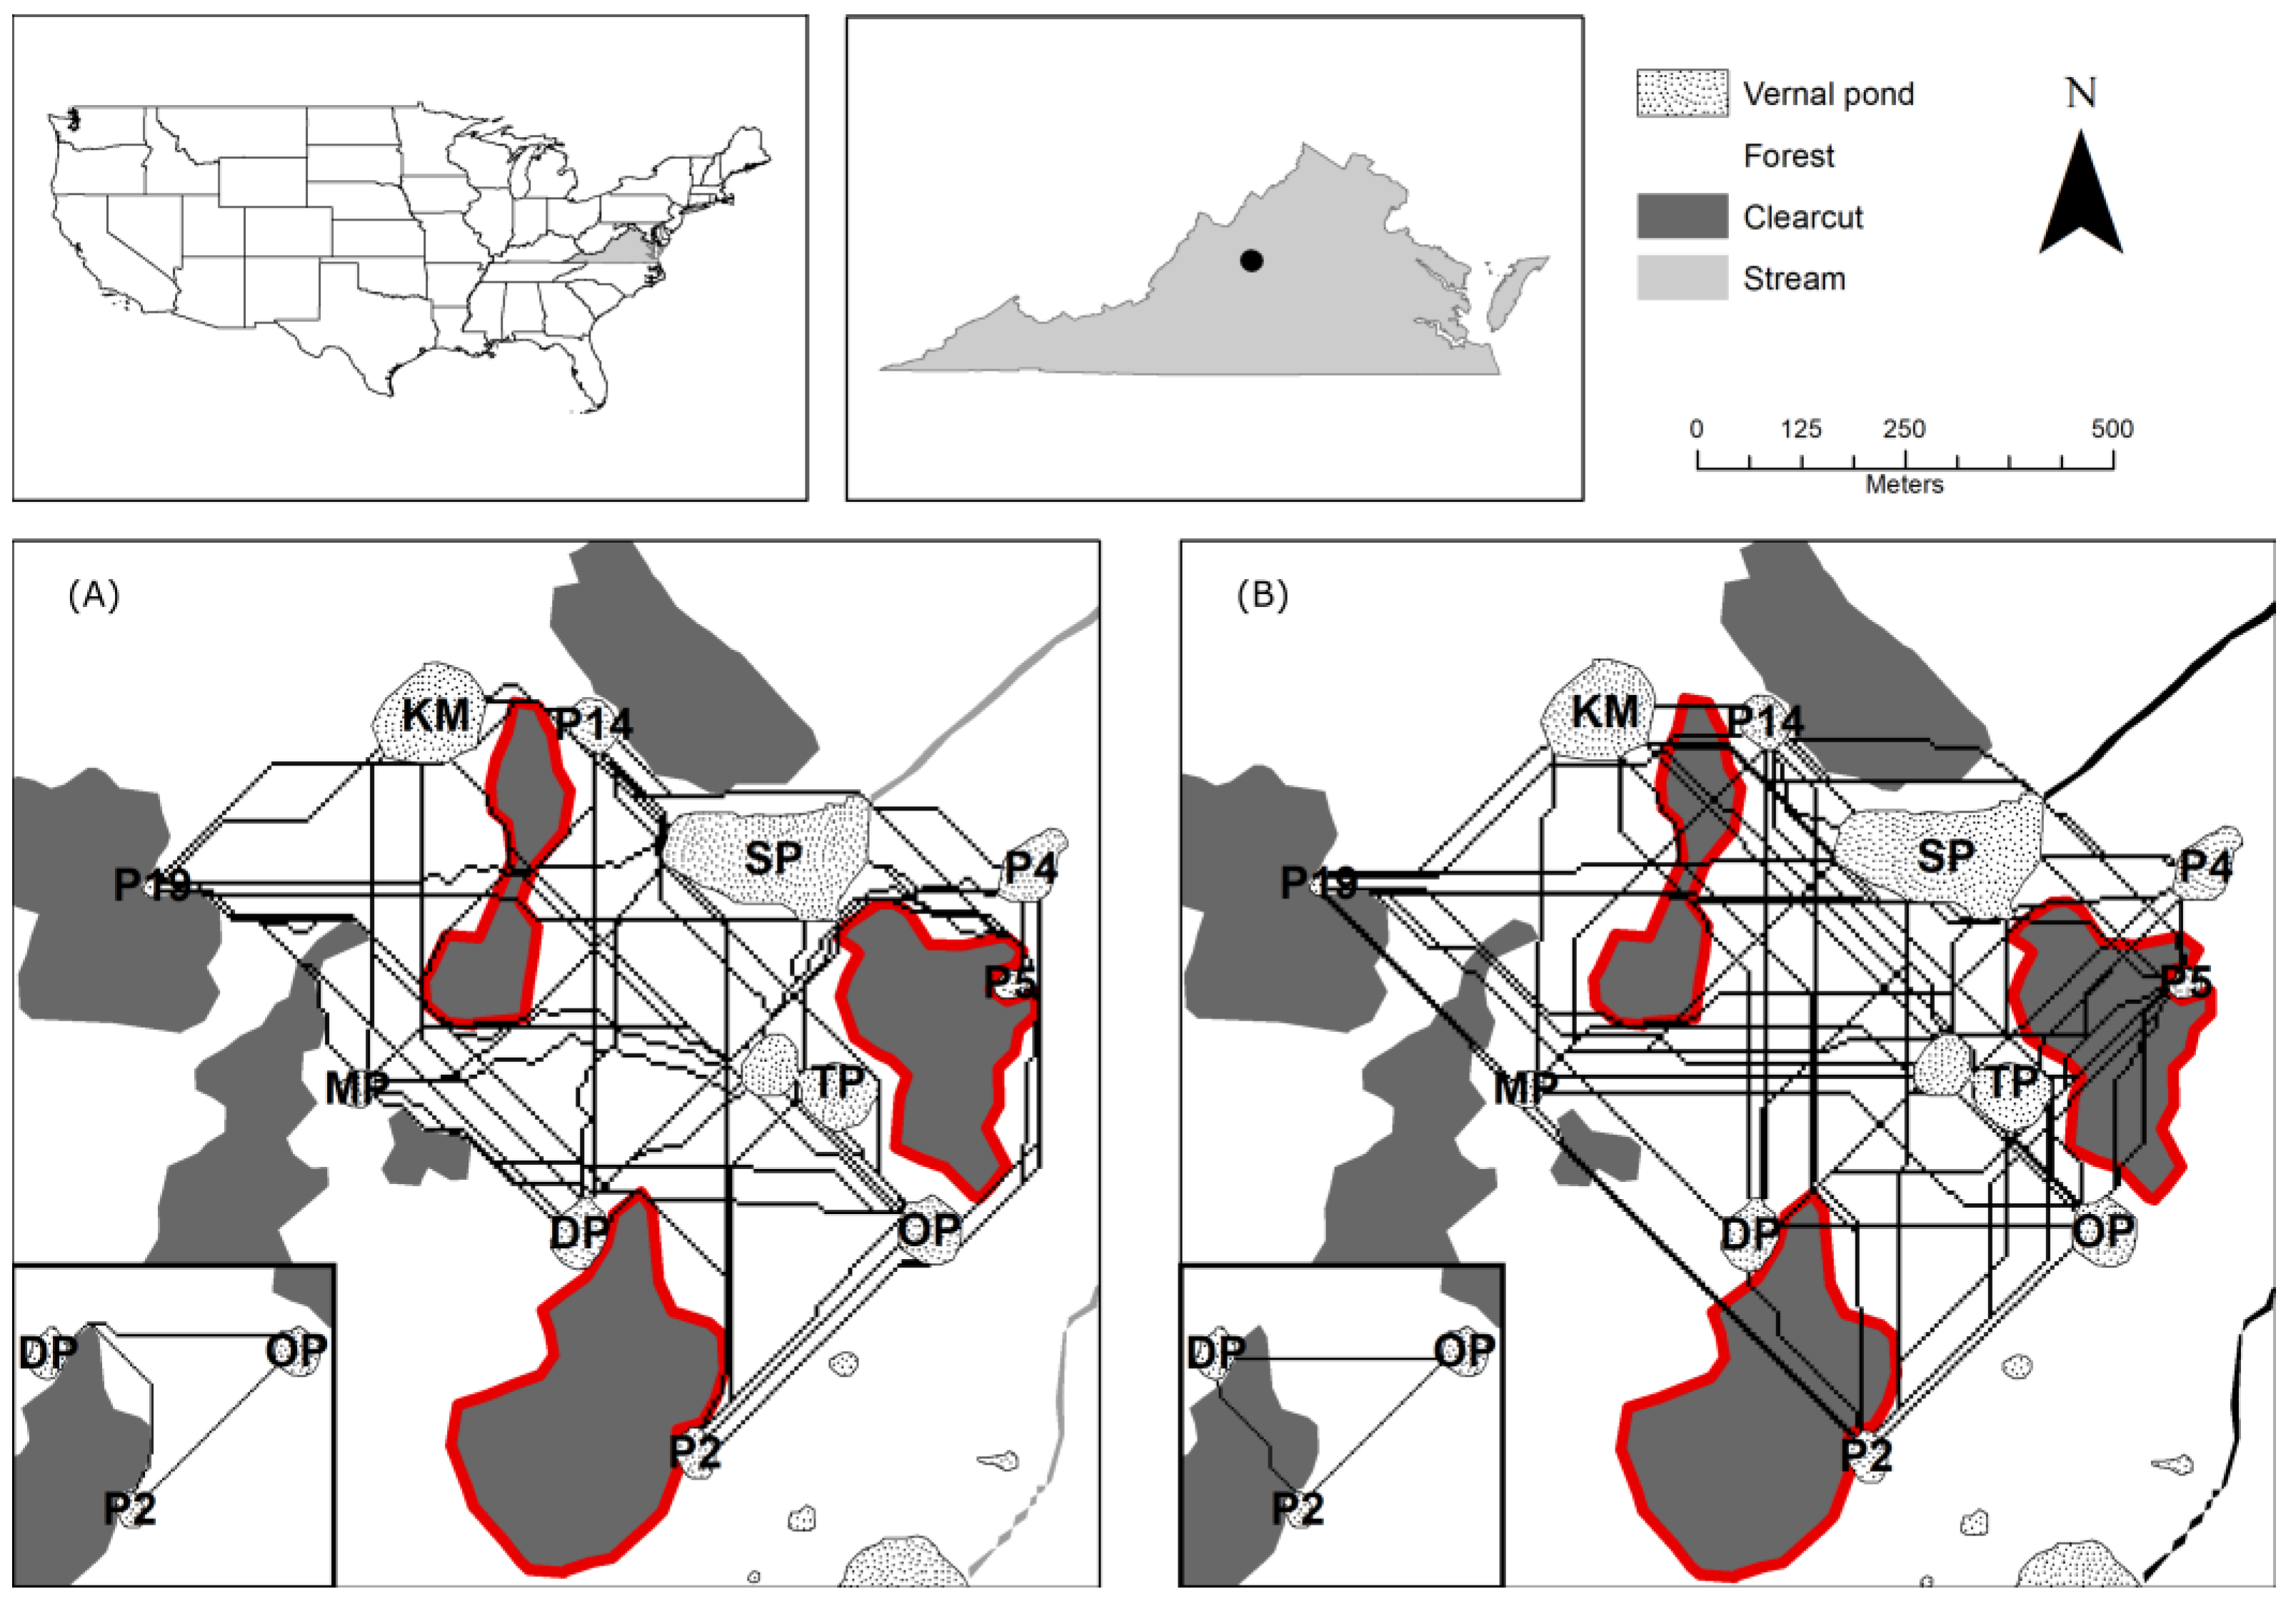 Vernal pond
Forest
Clearcut
Stream
N
0 125 250 500
Meters
(A)
KM
P14
SP
P4
P19
P5
MP
TP
DP
OP
P2
DP
OP
P2
(B)
KM
P14
SP
P4
P19
P5
MP
TP
DP
OP
P2
DP
OP
P2